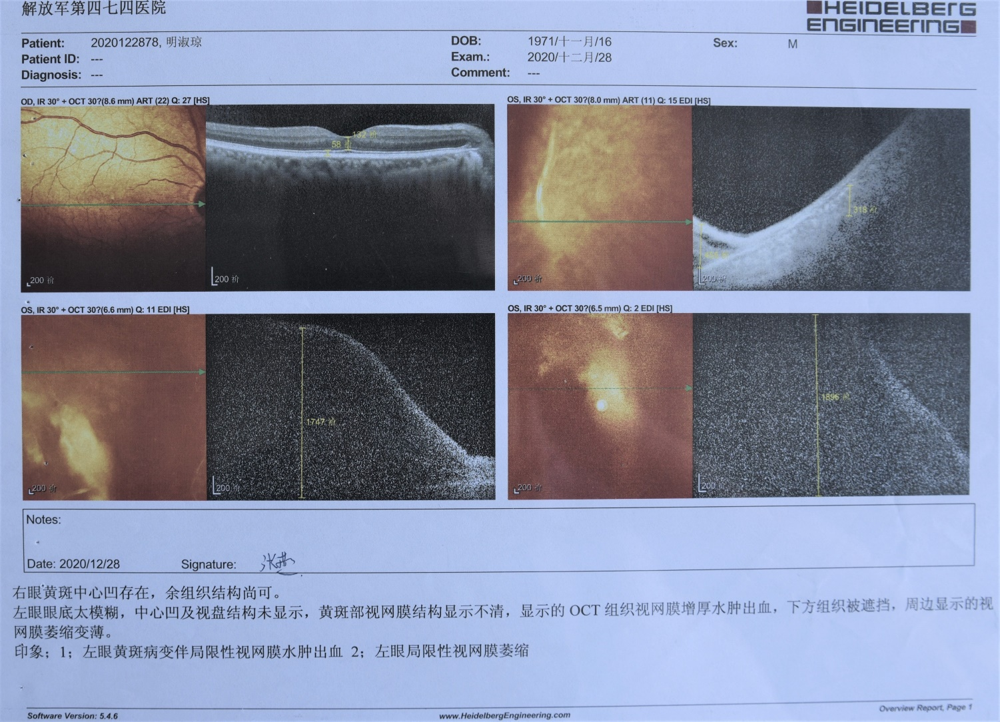 解放军第四七四医院
HEIDELBERG
ENGINEERING
Patient: 2020122878, 明淑琼
DOB: 1971/十一月/16
Sex: M
Patient ID: ---
Exam.: 2020/十二月/28
Diagnosis: ---
Comment: ---
OD, IR 30° + OCT 30?(8.6 mm) ART (22) Q: 27 [HS]
132 祄
58 祄
200 祄
200 祄
OS, IR 30° + OCT 30?(8.0 mm) ART (11) Q: 15 EDI [HS]
318 祄
200 祄
200 祄
OS, IR 30° + OCT 30?(6.6 mm) Q: 11 EDI [HS]
1747 祄
200 祄
200
OS, IR 30° + OCT 30?(6.5 mm) Q: 2 EDI [HS]
1896 祄
200 祄
200
Notes:
Date: 2020/12/28
Signature:
右眼黄斑中心凹存在，余组织结构尚可。
左眼眼底太模糊，中心凹及视盘结构未显示，黄斑部视网膜结构显示不清，显示的 OCT 组织视网膜增厚水肿出血，下方组织被遮挡，周边显示的视
网膜萎缩变薄。
印象；1；左眼黄斑病变伴局限性视网膜水肿出血 2；左眼局限性视网膜萎缩
Software Version: 5.4.6
www.HeidelbergEngineering.com
Overview Report, Page 1